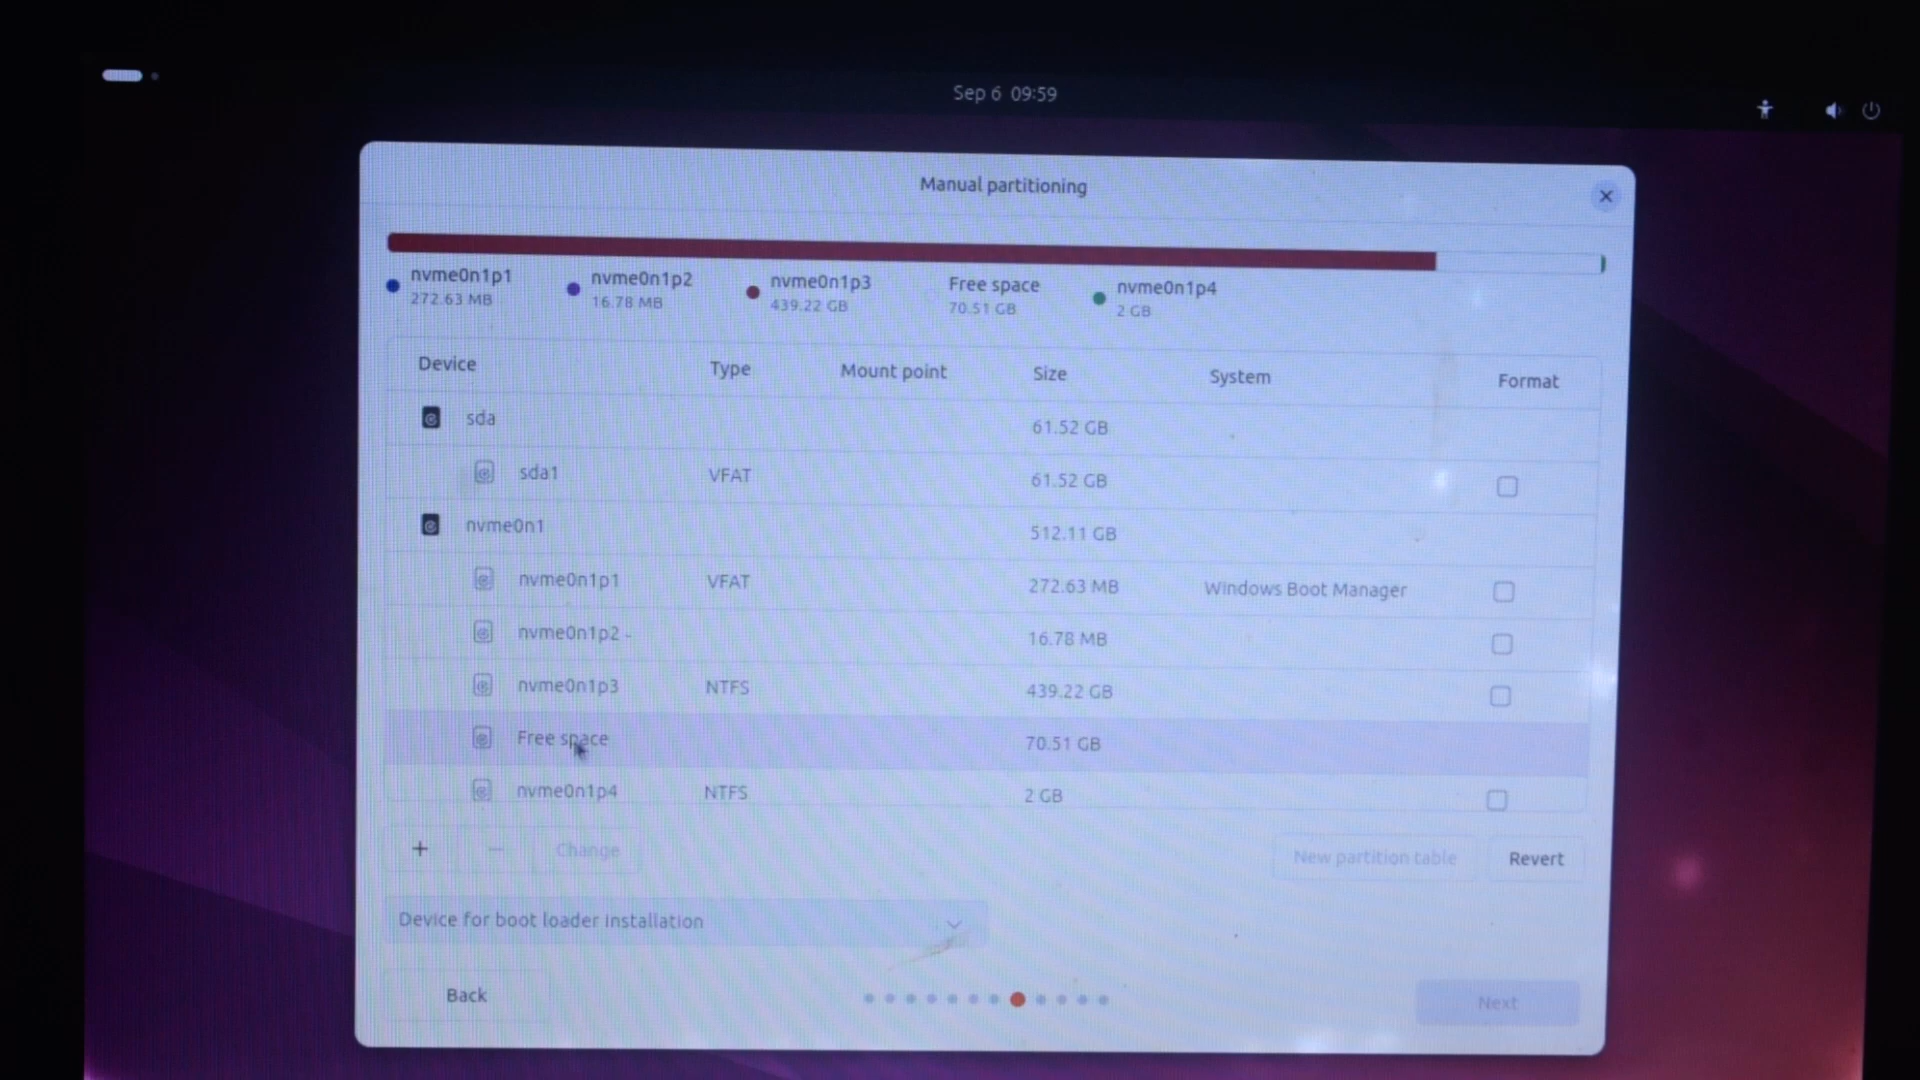 Sep 6 09:59
Manual partitioning
nvme0n1p1 nvme0n1p2 nvme0n1p3 Free space nvme0n1p4
272.63 MB 16.78 MB 439.22 GB 70.51 GB 2 GB
Device Type Mount point Size System Format
sda 61.52 GB
sda1 VFAT 61.52 GB
nvme0n1 512.11 GB
nvme0n1p1 VFAT 272.63 MB Windows Boot Manager
nvme0n1p2 16.78 MB
nvme0n1p3 NTFS 439.22 GB
Free space 70.51 GB
nvme0n1p4 NTFS 2 GB
+ − Change New partition table Revert
Device for boot loader installation
Back Next